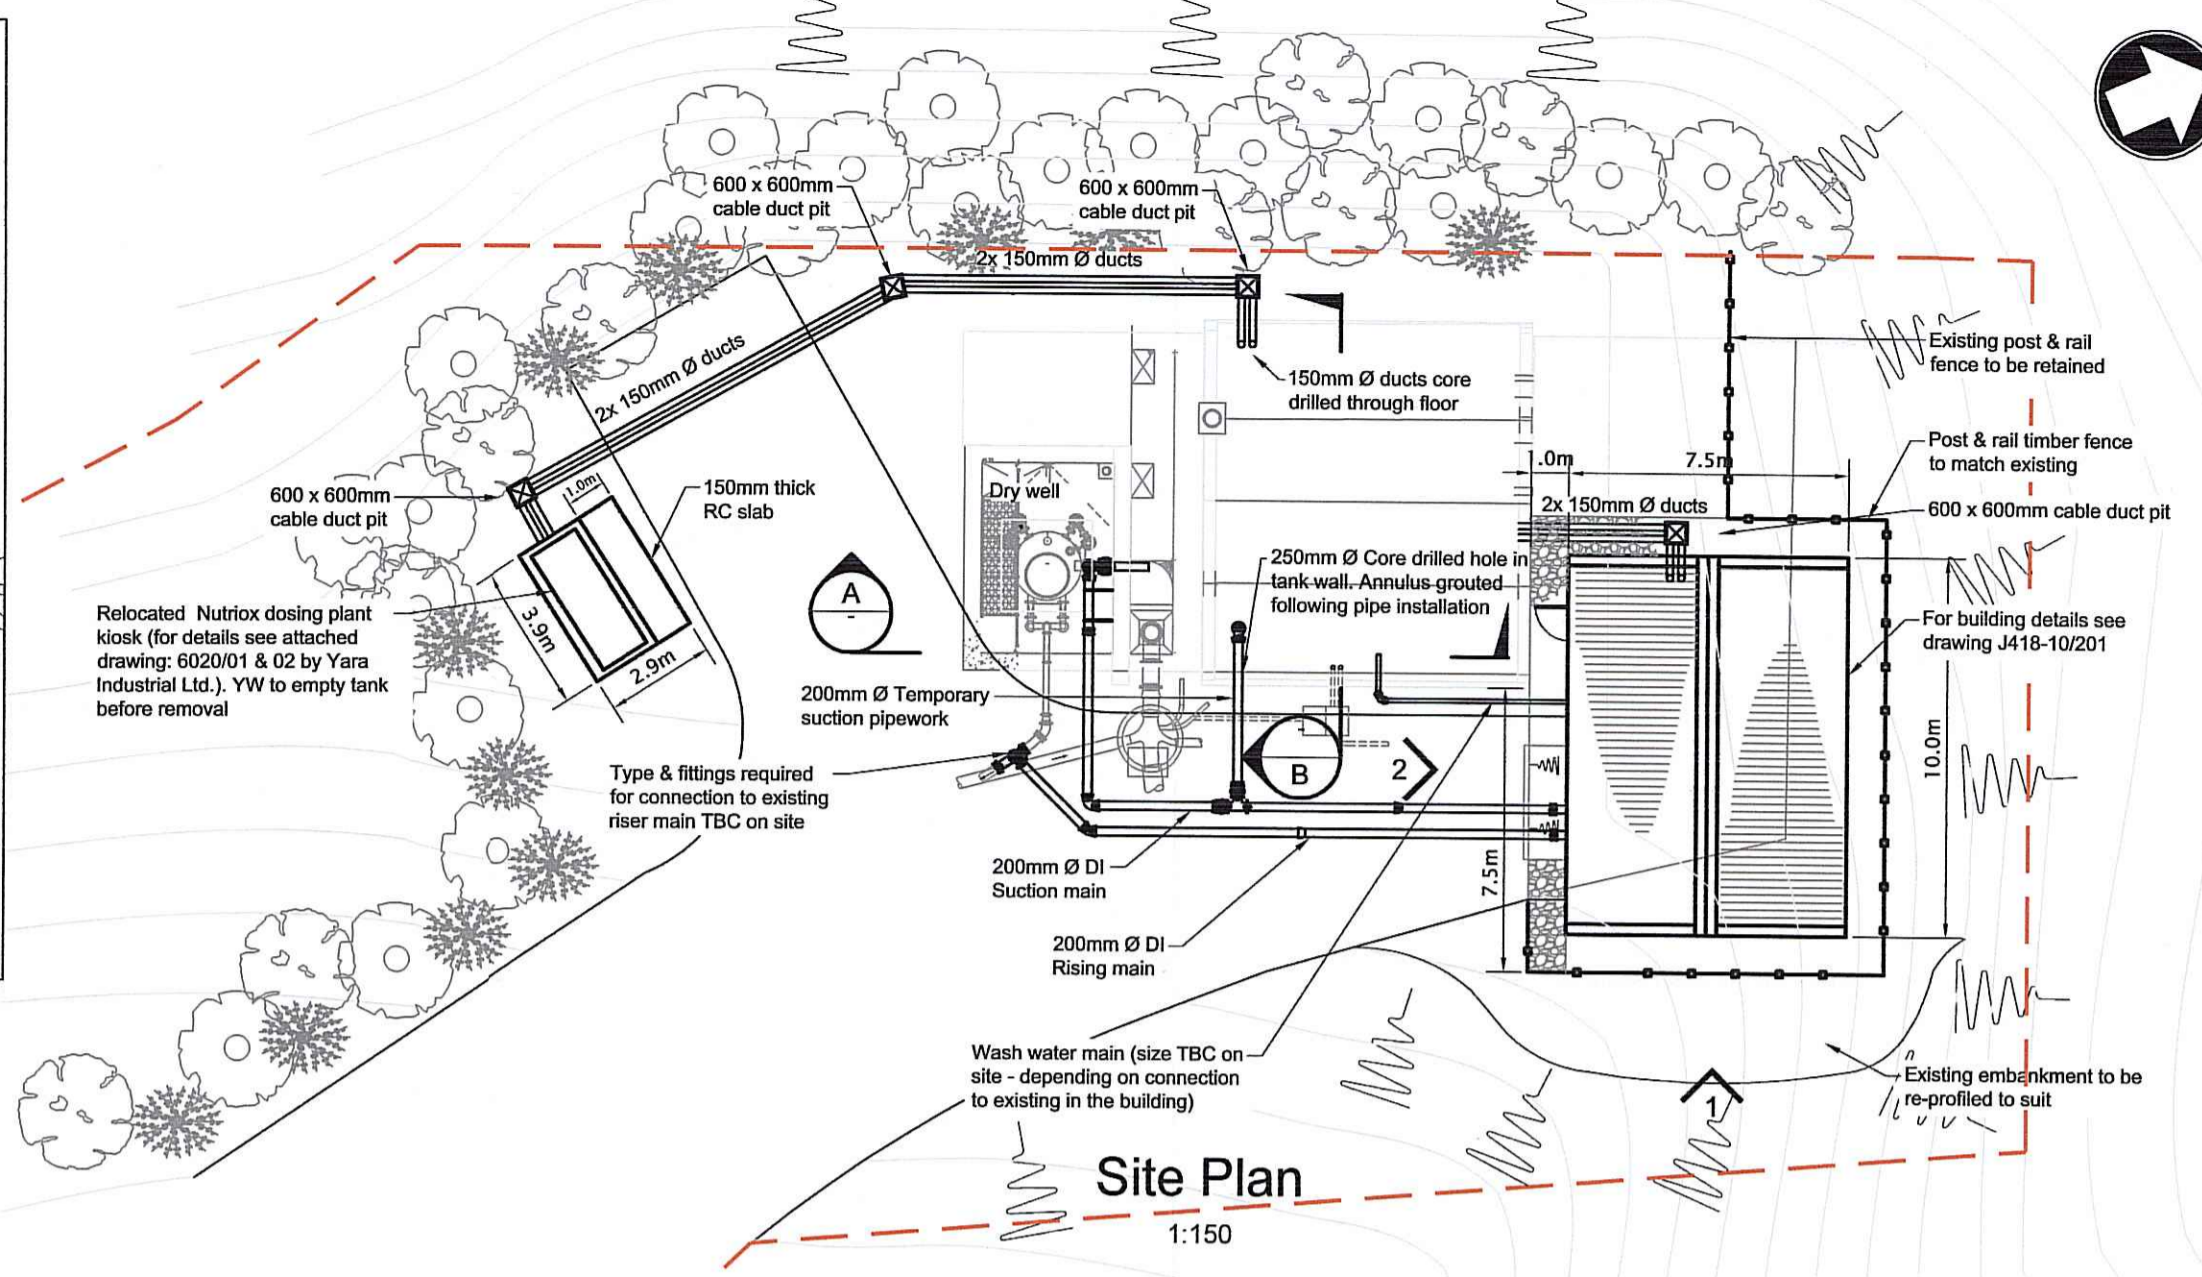 600 x 600mm
cable duct pit
600 x 600mm
cable duct pit
2x 150mm Ø ducts
2x 150mm Ø ducts
150mm Ø ducts core
drilled through floor
Existing post & rail
fence to be retained
Post & rail timber fence
to match existing
1.0m
7.5m
2x 150mm Ø ducts
600 x 600mm cable duct pit
600 x 600mm
cable duct pit
1.0m
150mm thick
RC slab
Dry well
250mm Ø Core drilled hole in
tank wall. Annulus grouted
following pipe installation
A
-
Relocated Nutriox dosing plant
kiosk (for details see attached
drawing: 6020/01 & 02 by Yara
Industrial Ltd.). YW to empty tank
before removal
3.9m
2.9m
For building details see
drawing J418-10/201
200mm Ø Temporary
suction pipework
10.0m
Type & fittings required
for connection to existing
riser main TBC on site
B
2
200mm Ø DI
Suction main
7.5m
200mm Ø DI
Rising main
Wash water main (size TBC on
site - depending on connection
to existing in the building)
Existing embankment to be
re-profiled to suit
1
Site Plan
1:150